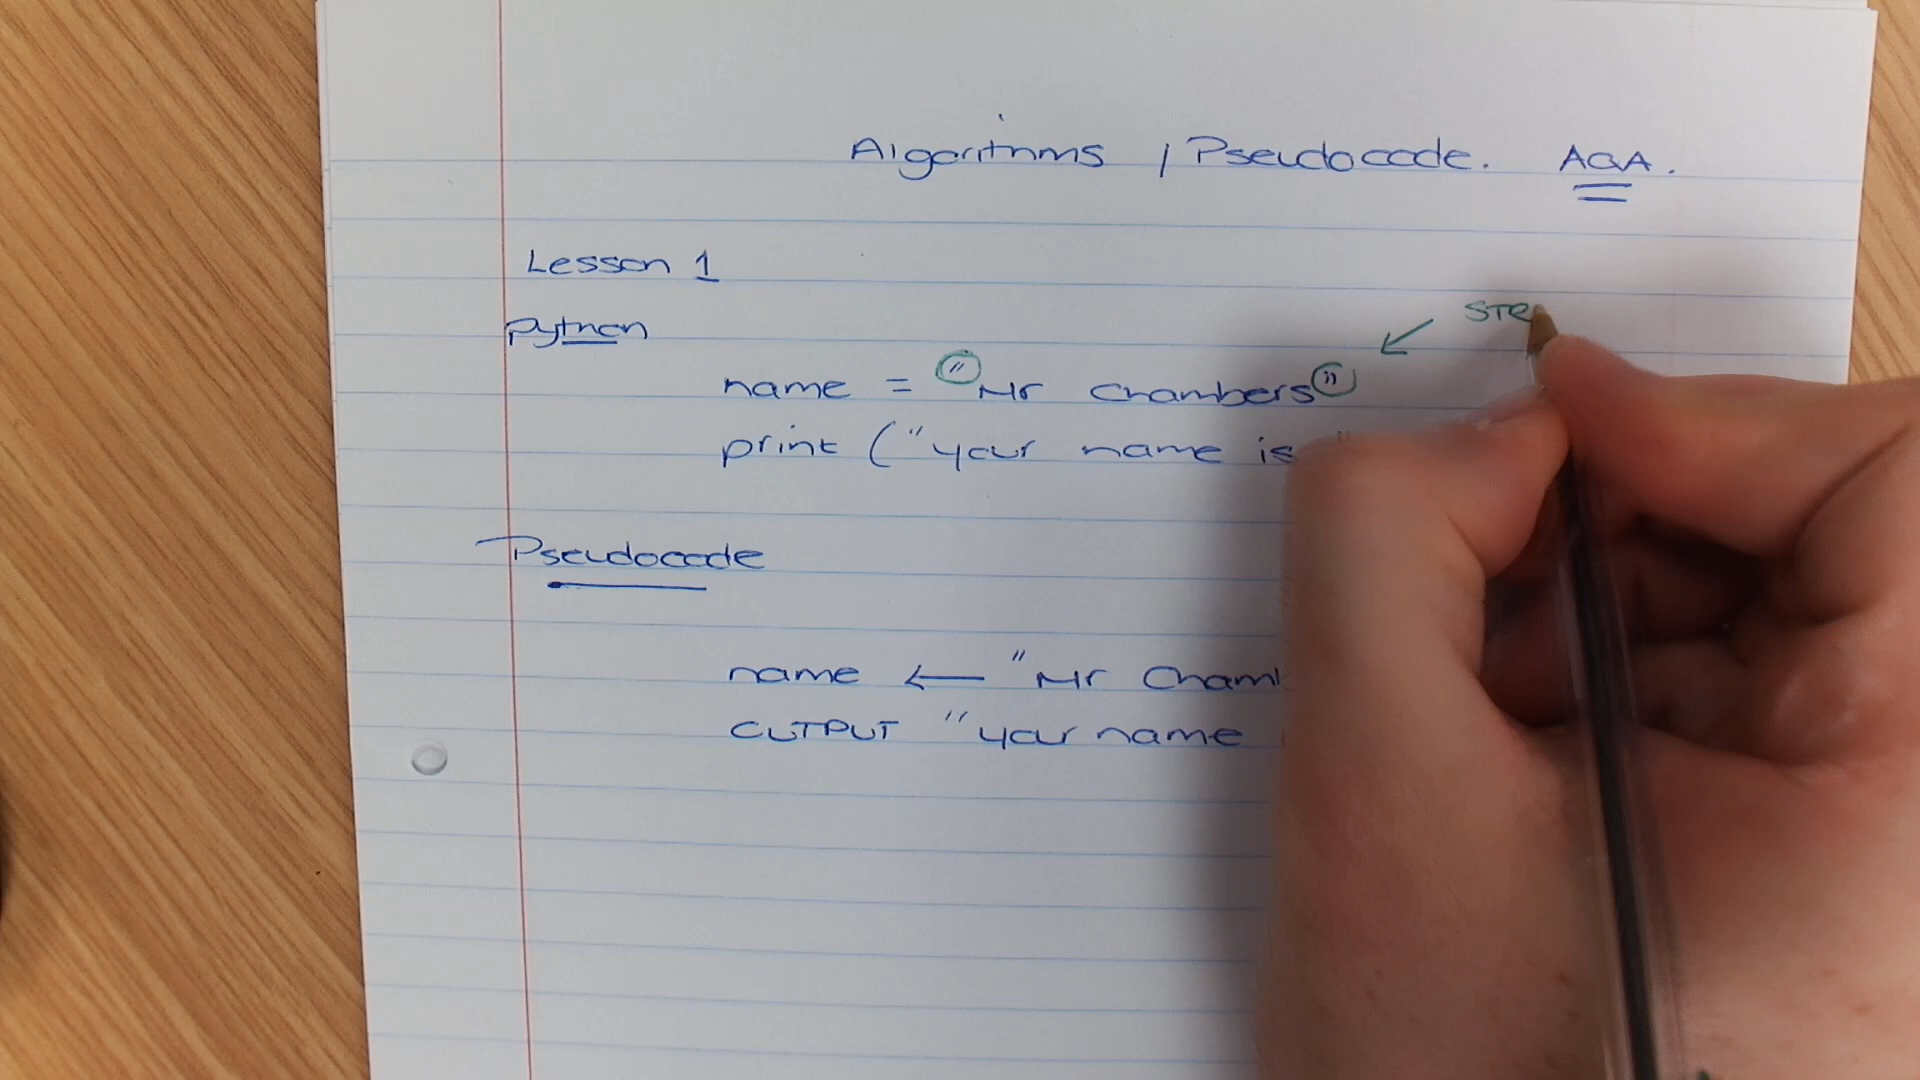 Algorithms / Pseudocode. AQA.
Lesson 1
Python
STR
name = "Mr Chambers"
print ("your name is "
Pseudocode
name ← "Mr Cham
OUTPUT "your name